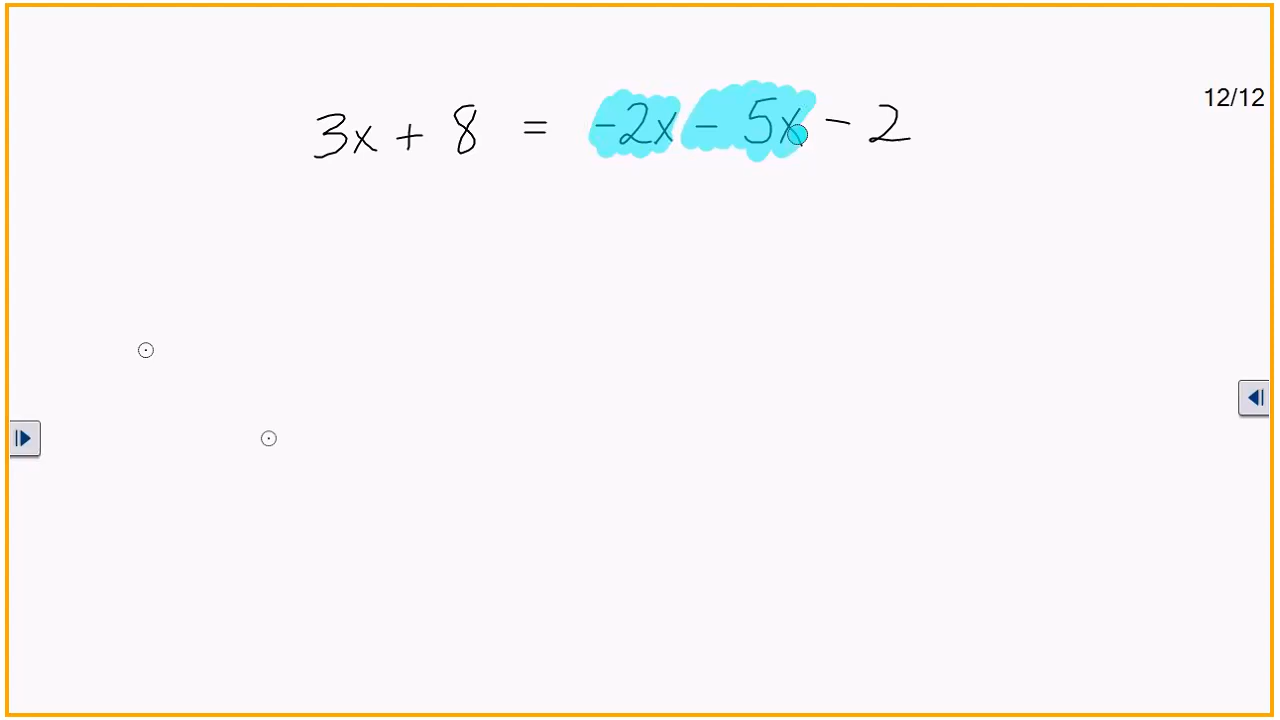 12/12
3x + 8 = -2x - 5x - 2